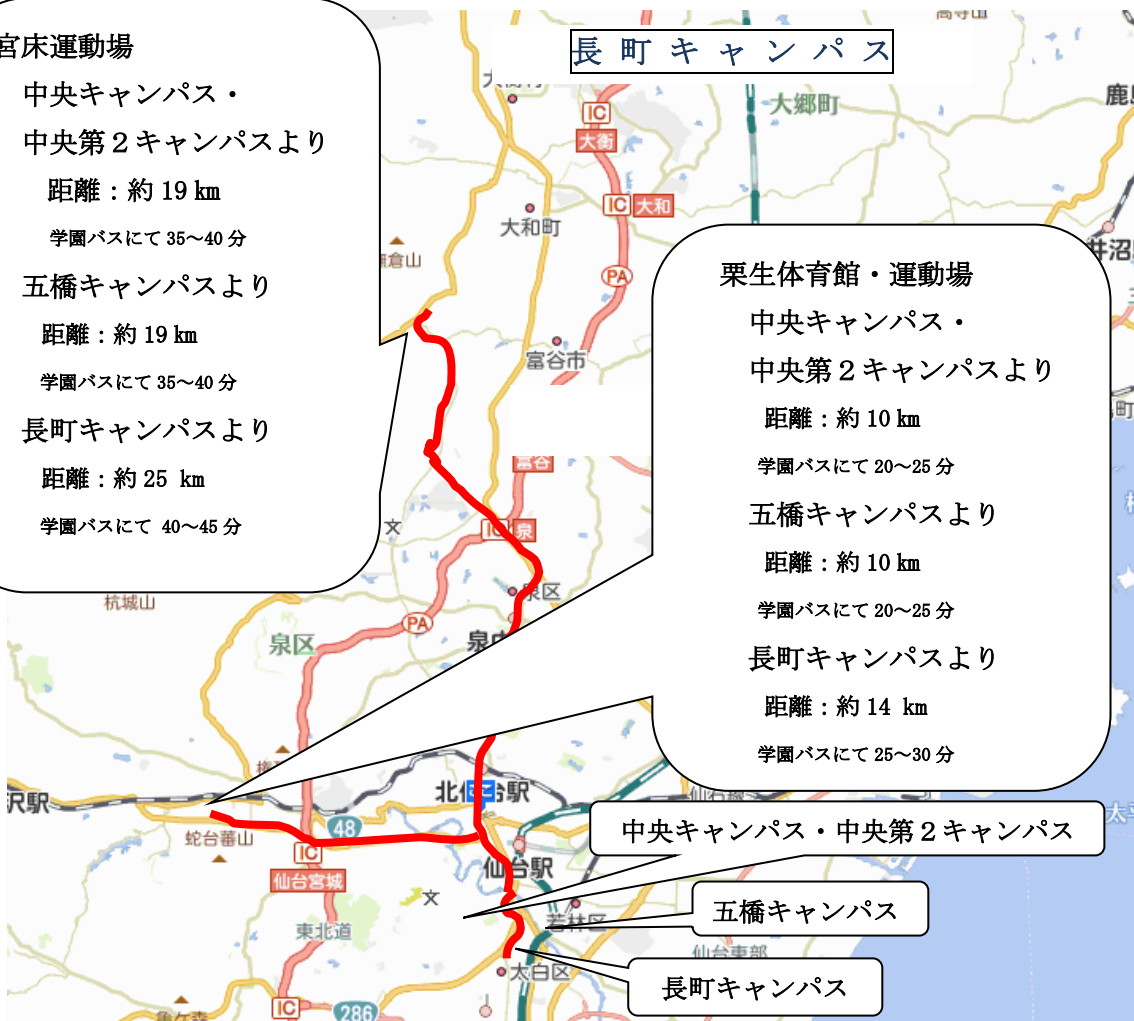 長町キャンパス
宮床運動場
中央キャンパス・
中央第２キャンパスより
距離：約 19 km
学園バスにて 35～40 分
五橋キャンパスより
距離：約 19 km
学園バスにて 35～40 分
長町キャンパスより
距離：約 25 km
学園バスにて 40～45 分
栗生体育館・運動場
中央キャンパス・
中央第２キャンパスより
距離：約 10 km
学園バスにて 20～25 分
五橋キャンパスより
距離：約 10 km
学園バスにて 20～25 分
長町キャンパスより
距離：約 14 km
学園バスにて 25～30 分
中央キャンパス・中央第２キャンパス
五橋キャンパス
長町キャンパス
IC
大衡
大郷町
IC 大和
大和町
倉山
PA
富谷市
富谷
文
IC 泉
泉区
杭城山
PA
泉区
沢駅
48
蛇台蕃山
IC
仙台宮城
仙台駅
文
東北道
若林区
仙台東部
太白区
IC
286